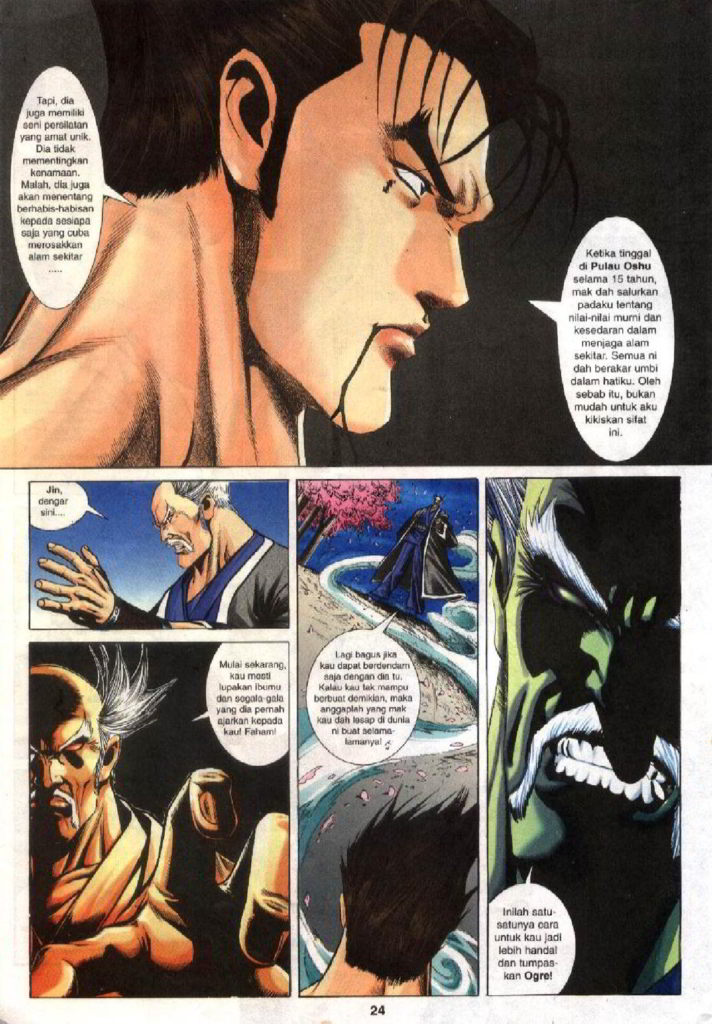 Tapi, dia
juga memiliki
seni persilatan
yang amat unik.
Dia tidak
mementingkan
kenamaan.
Malah, dia juga
akan menentang
berhabis-habisan
kepada sesiapa
saja yang cuba
merosakkan
alam sekitar
.....
Ketika tinggal
di Pulau Oshu
selama 15 tahun,
mak dah salurkan
padaku tentang
nilai-nilai murni dan
kesedaran dalam
menjaga alam
sekitar. Semua ni
dah berakar umbi
dalam hatiku. Oleh
sebab itu, bukan
mudah untuk aku
kikiskan sifat
ini.
Jin,
dengar
sini....
Mulai sekarang,
kau mesti
lupakan ibumu
dan segala-gala
yang dia pernah
ajarkan kepada
kau! Faham!
Lagi bagus jika
kau dapat berdendam
saja dengan dia tu.
Kalau kau tak mampu
berbuat demikian, maka
anggaplah yang mak
kau dah lesap di dunia
ni buat selama-
lamanya!
Inilah satu-
satunya cara
untuk kau jadi
lebih handal
dan tumpas-
kan Ogre!
24